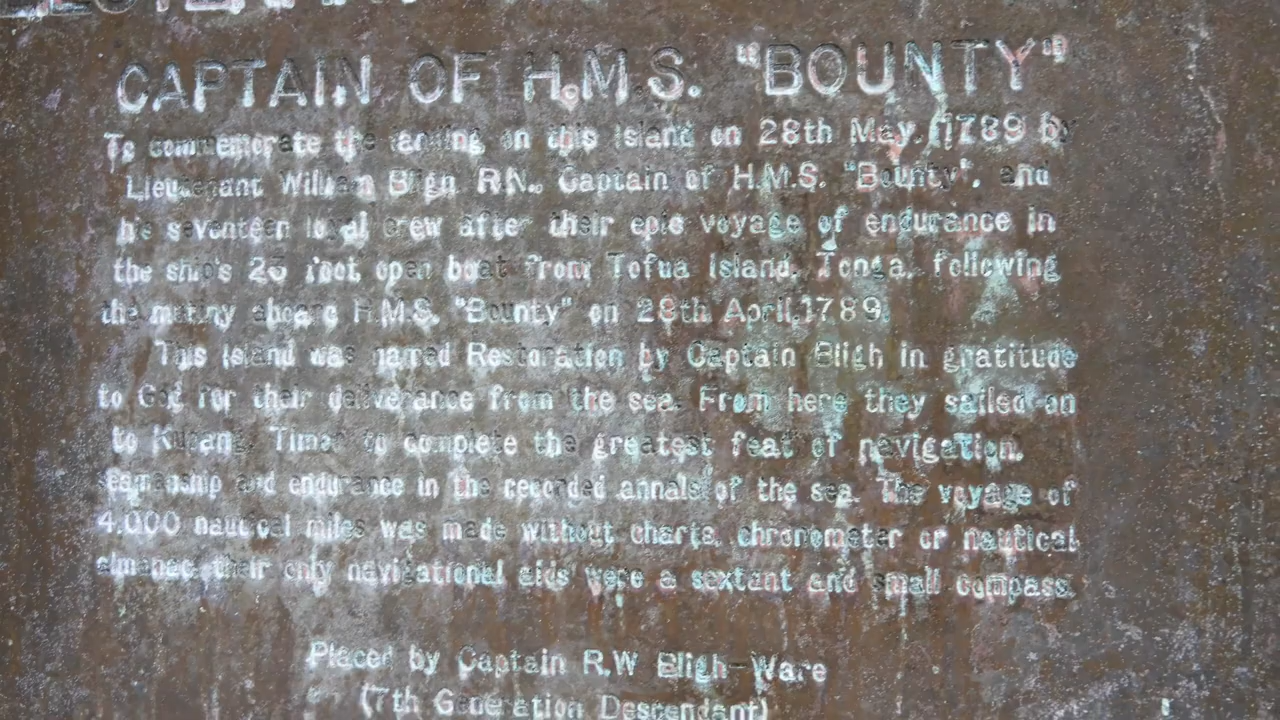 CAPTAIN OF H.M.S. "BOUNTY"
To commemorate the landing on this Island on 28th May, 1789 by
Lieutenant William Bligh R.N. Captain of H.M.S. "Bounty", and
his seventeen loyal crew after their epic voyage of endurance in
the ship's 23 foot open boat from Tofua Island, Tonga, following
the mutiny aboard H.M.S. "Bounty" on 28th April, 1789.
This Island was named Restoration by Captain Bligh in gratitude
to God for their deliverance from the sea. From here they sailed on
to Kupang, Timor to complete the greatest feat of navigation,
seamanship and endurance in the recorded annals of the sea. The voyage of
4,000 nautical miles was made without charts, chronometer or nautical
almanac, their only navigational aids were a sextant and small compass.
Placed by Captain R.W Bligh-Ware
(7th Generation Descendant)